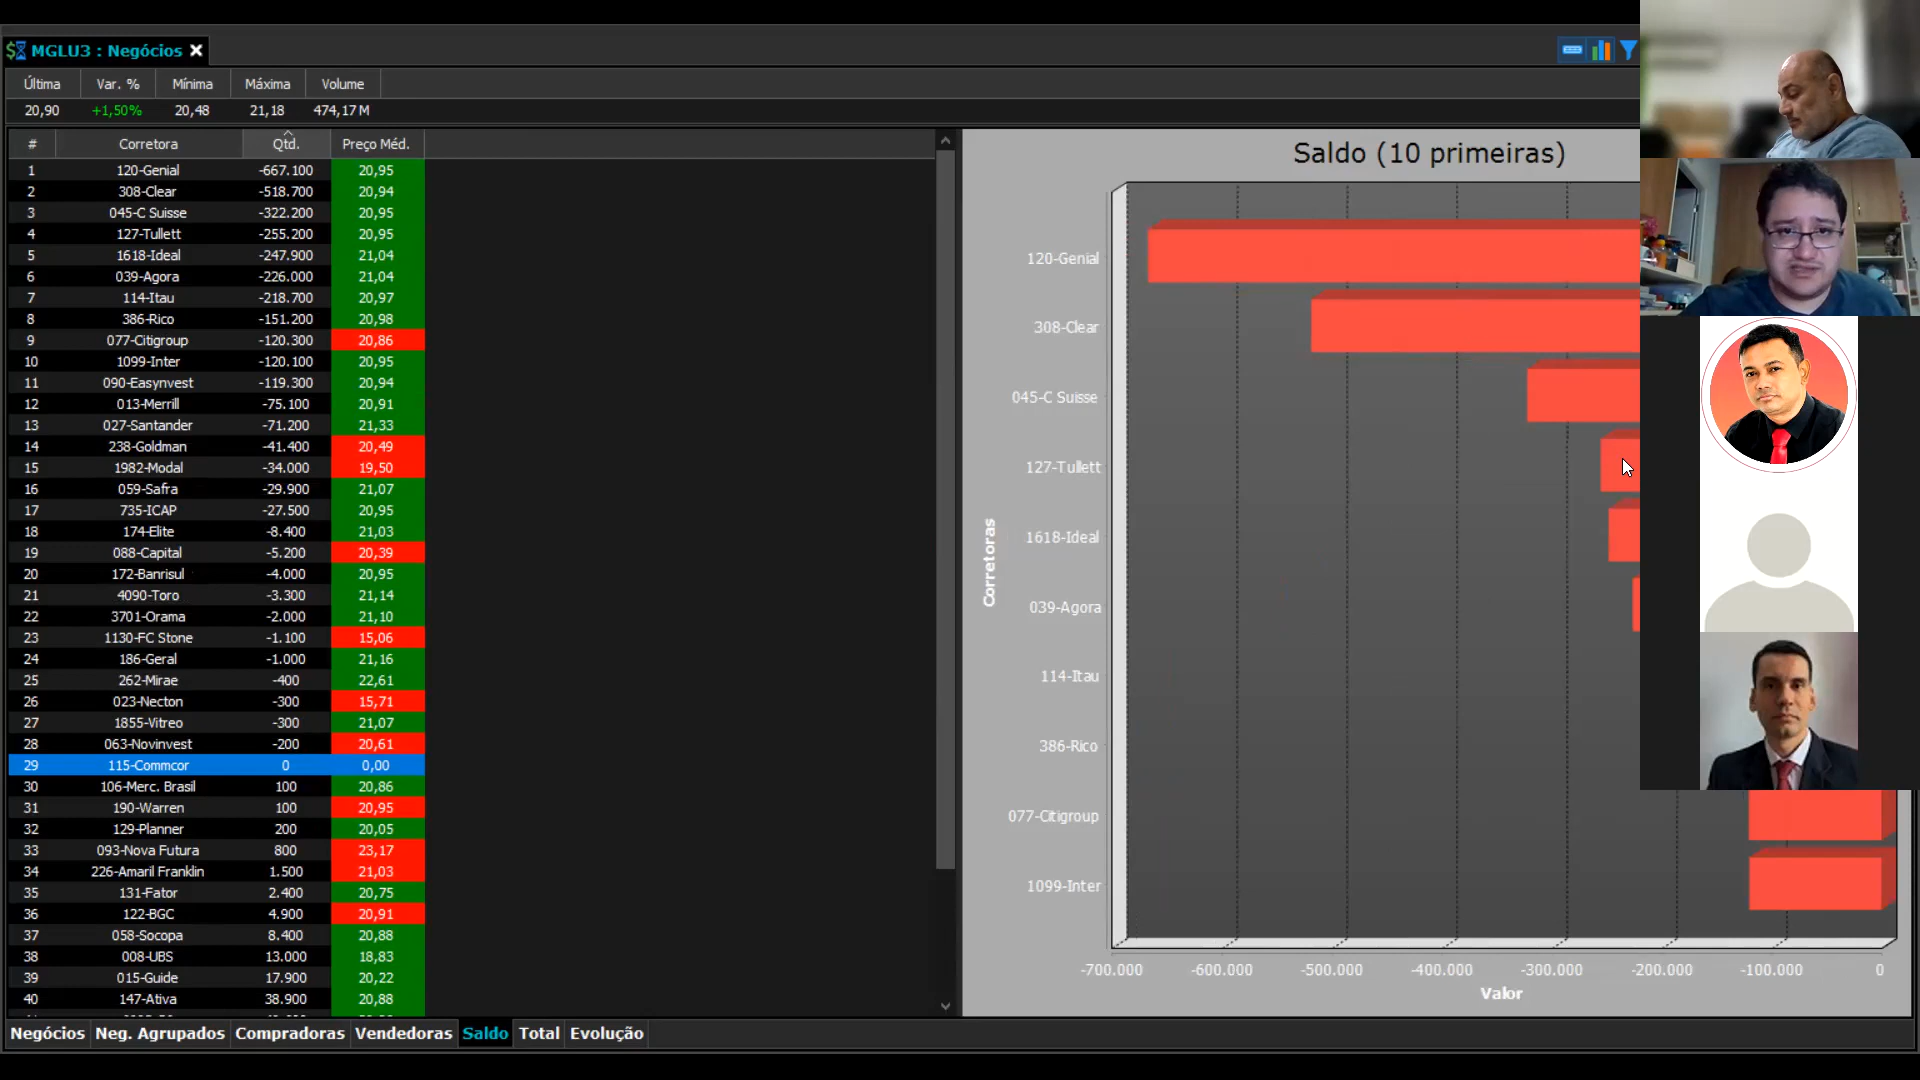 MGLU3 : Negócios
Última Var. % Mínima Máxima Volume
20,90 +1,50% 20,48 21,18 474,17 M
# Corretora Qtd. Preço Méd.
1 120-Genial -667.100 20,95
2 308-Clear -518.700 20,94
3 045-C Suisse -322.200 20,95
4 127-Tullett -255.200 20,95
5 1618-Ideal -247.900 21,04
6 039-Agora -226.000 21,04
7 114-Itau -218.700 20,97
8 386-Rico -151.200 20,98
9 077-Citigroup -120.300 20,86
10 1099-Inter -120.100 20,95
11 090-Easynvest -119.300 20,94
12 013-Merrill -75.100 20,91
13 027-Santander -71.200 21,33
14 238-Goldman -41.400 20,49
15 1982-Modal -34.000 19,50
16 059-Safra -29.900 21,07
17 735-ICAP -27.500 20,95
18 174-Elite -8.400 21,03
19 088-Capital -5.200 20,39
20 172-Banrisul -4.000 20,95
21 4090-Toro -3.300 21,14
22 3701-Orama -2.000 21,10
23 1130-FC Stone -1.100 15,06
24 186-Geral -1.000 21,16
25 262-Mirae -400 22,61
26 023-Necton -300 15,71
27 1855-Vitreo -300 21,07
28 063-Novinvest -200 20,61
29 115-Commcor 0 0,00
30 106-Merc. Brasil 100 20,86
31 190-Warren 100 20,95
32 129-Planner 200 20,05
33 093-Nova Futura 800 23,17
34 226-Amaril Franklin 1.500 21,03
35 131-Fator 2.400 20,75
36 122-BGC 4.900 20,91
37 058-Socopa 8.400 20,88
38 008-UBS 13.000 18,83
39 015-Guide 17.900 20,22
40 147-Ativa 38.900 20,88
Negócios Neg. Agrupados Compradoras Vendedoras Saldo Total Evolução
Saldo (10 primeiras)
Corretoras
120-Genial
308-Clear
045-C Suisse
127-Tullett
1618-Ideal
039-Agora
114-Itau
386-Rico
077-Citigroup
1099-Inter
-700.000 -600.000 -500.000 -400.000 -300.000 -200.000 -100.000 0
Valor